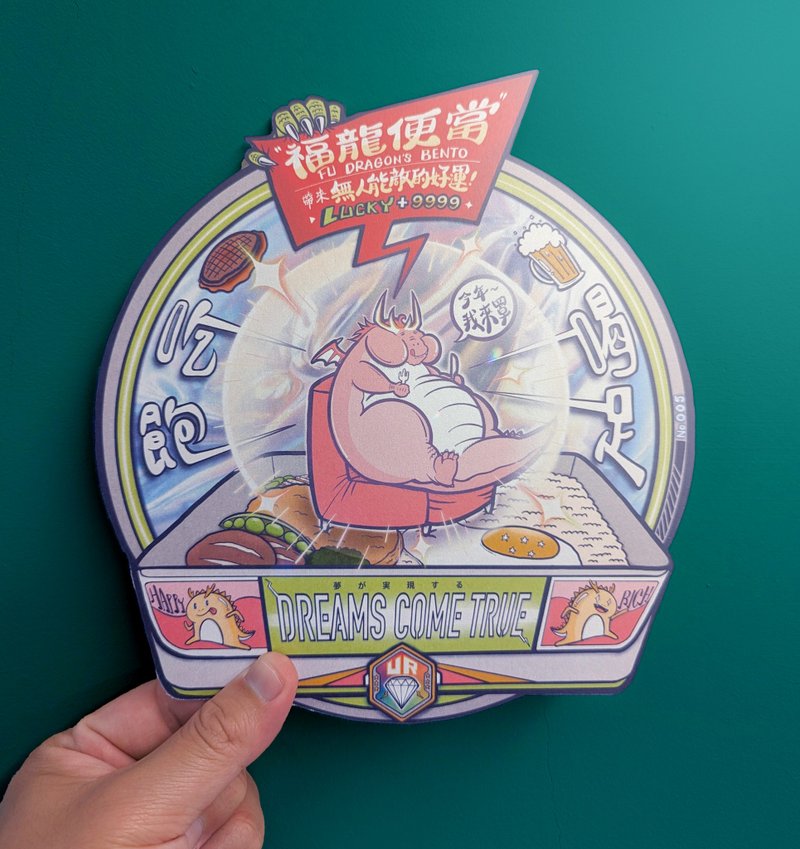 "福龍便當"
FU DRAGON'S BENTO
帶來 無人能敵的好運!
LUCKY+9999
今年~
我來罩
吃飽
喝足
No 005
夢が実現する
DREAMS COME TRUE
HAPPY
RICH
UR